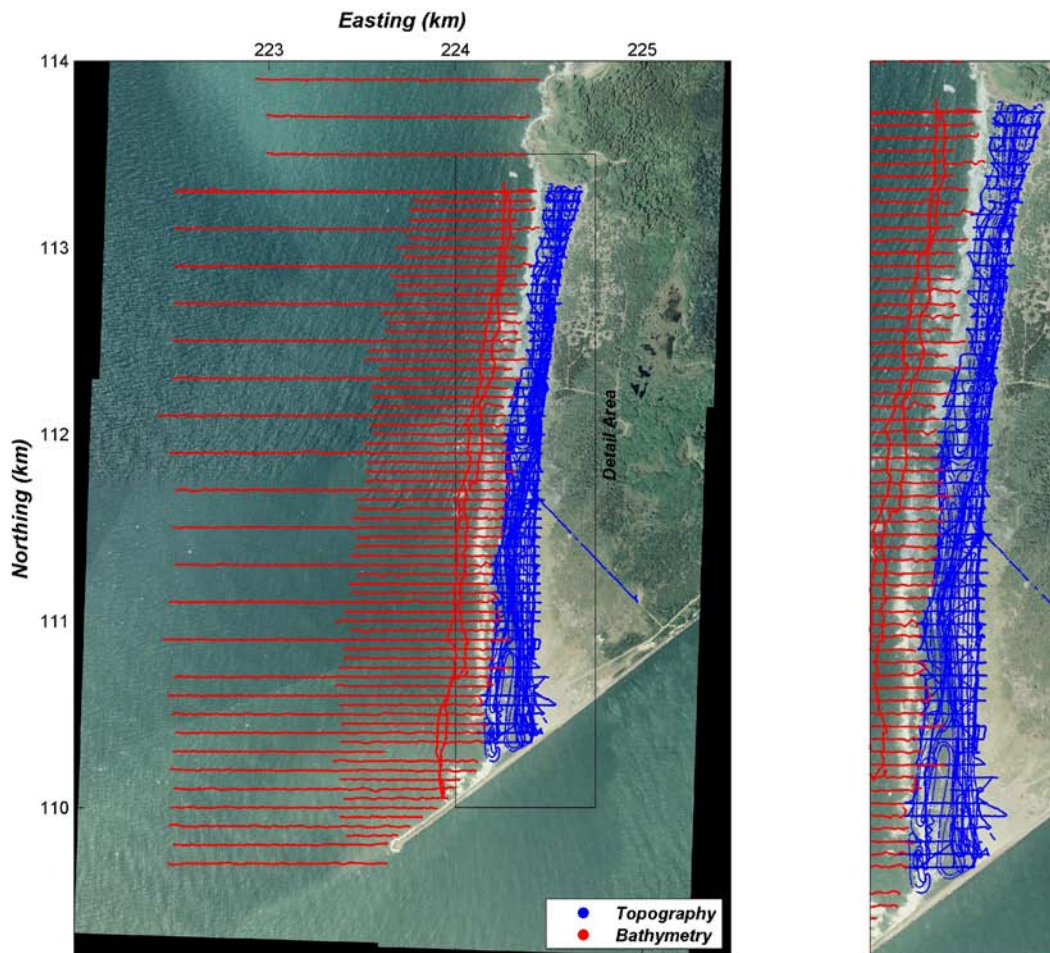 Easting (km)
223
224
225
114
113
112
111
110
Northing (km)
Detail Area
Topography
Bathymetry